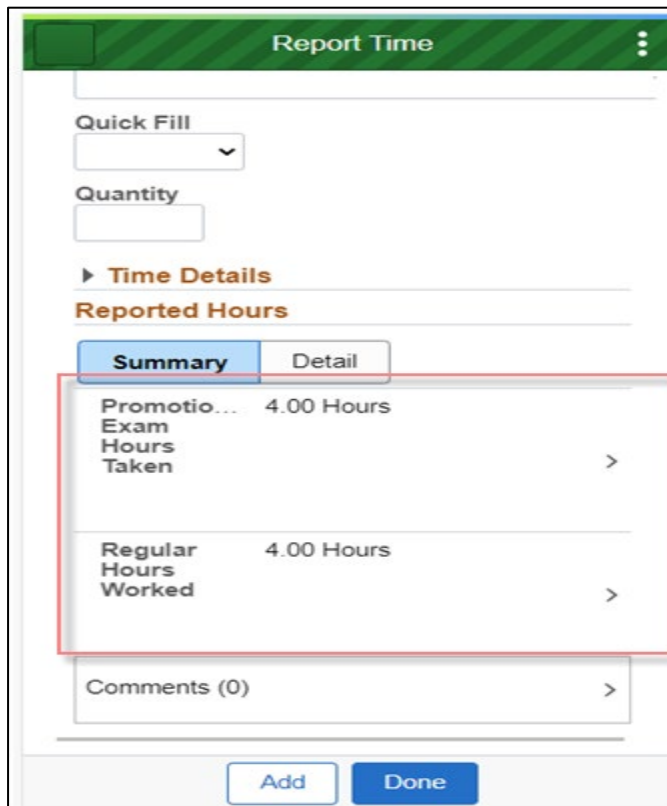 Report Time
Quick Fill
Quantity
Time Details
Reported Hours
Summary Detail
Promotio... 4.00 Hours
Exam
Hours
Taken
Regular 4.00 Hours
Hours
Worked
Comments (0)
Add Done